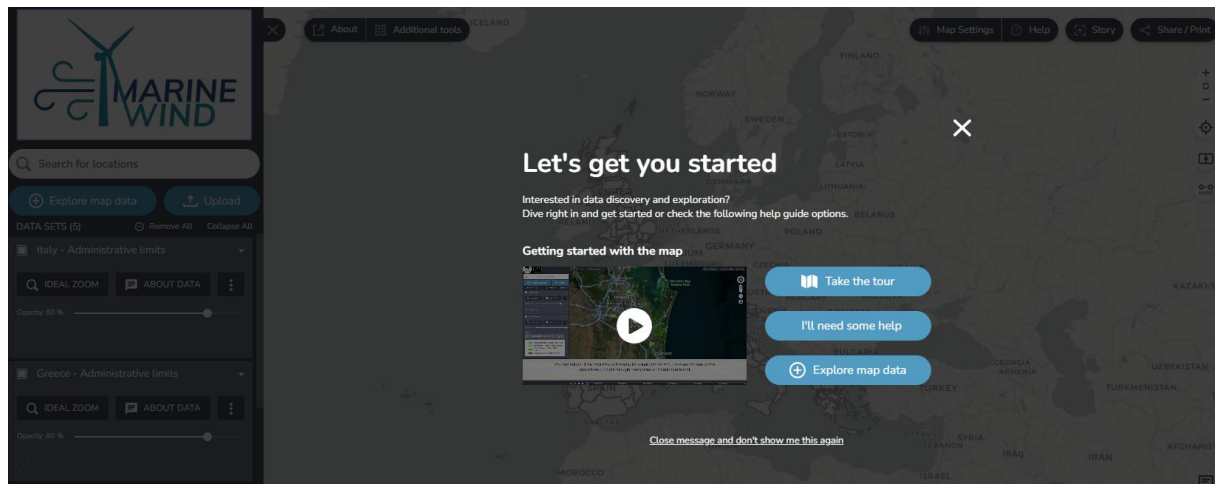 MARINE
WIND
Search for locations
Explore map data
Upload
DATA SETS (5)
Remove All
Collapse All
Italy - Administrative limits
IDEAL ZOOM
ABOUT DATA
Opacity: 80 %
Greece - Administrative limits
IDEAL ZOOM
ABOUT DATA
Opacity: 80 %
About
Additional tools
Map Settings
Help
Story
Share / Print
ICELAND
FINLAND
NORWAY
SWEDEN
ESTONIA
LATVIA
DENMARK
LITHUANIA
BELARUS
NETHERLANDS
POLAND
GERMANY
Let's get you started
Interested in data discovery and exploration?
Dive right in and get started or check the following help guide options.
Getting started with the map
Take the tour
I'll need some help
Explore map data
Close message and don't show me this again
BULGARIA
GEORGIA
ARMENIA
UZBEKISTAN
TURKEY
TURKMENISTAN
SPAIN
SYRIA
LEBANON
IRAQ
IRAN
MOROCCO
ISRAEL